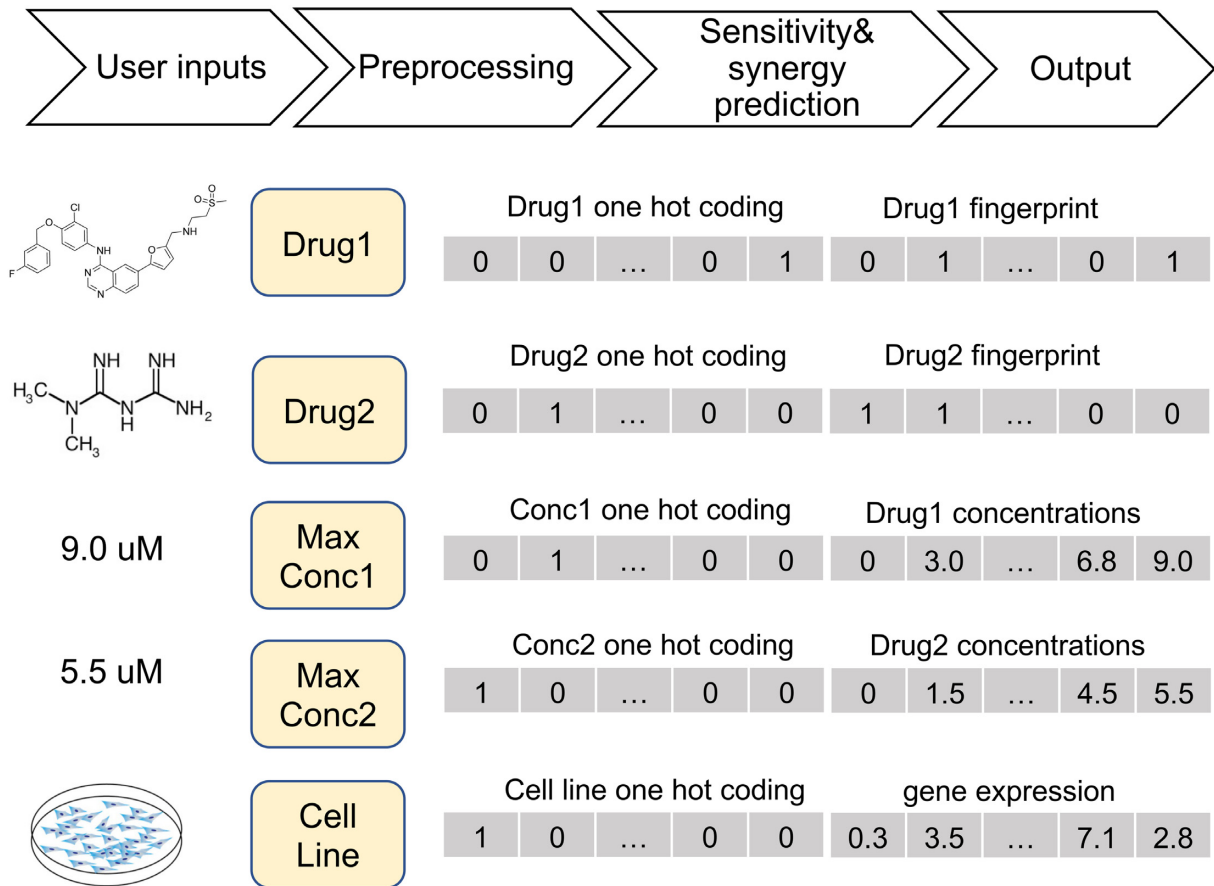 User inputs
Preprocessing
Sensitivity&
synergy
prediction
Output
O
O
S
Cl
O
NH
NH
O
F
N
N
Drug1
Drug1 one hot coding
0 0 ... 0 1
Drug1 fingerprint
0 1 ... 0 1
NH NH
H₃C
N
N
H
NH₂
CH₃
Drug2
Drug2 one hot coding
0 1 ... 0 0
Drug2 fingerprint
1 1 ... 0 0
9.0 uM
Max
Conc1
Conc1 one hot coding
0 1 ... 0 0
Drug1 concentrations
0 3.0 ... 6.8 9.0
5.5 uM
Max
Conc2
Conc2 one hot coding
1 0 ... 0 0
Drug2 concentrations
0 1.5 ... 4.5 5.5
Cell
Line
Cell line one hot coding
1 0 ... 0 0
gene expression
0.3 3.5 ... 7.1 2.8